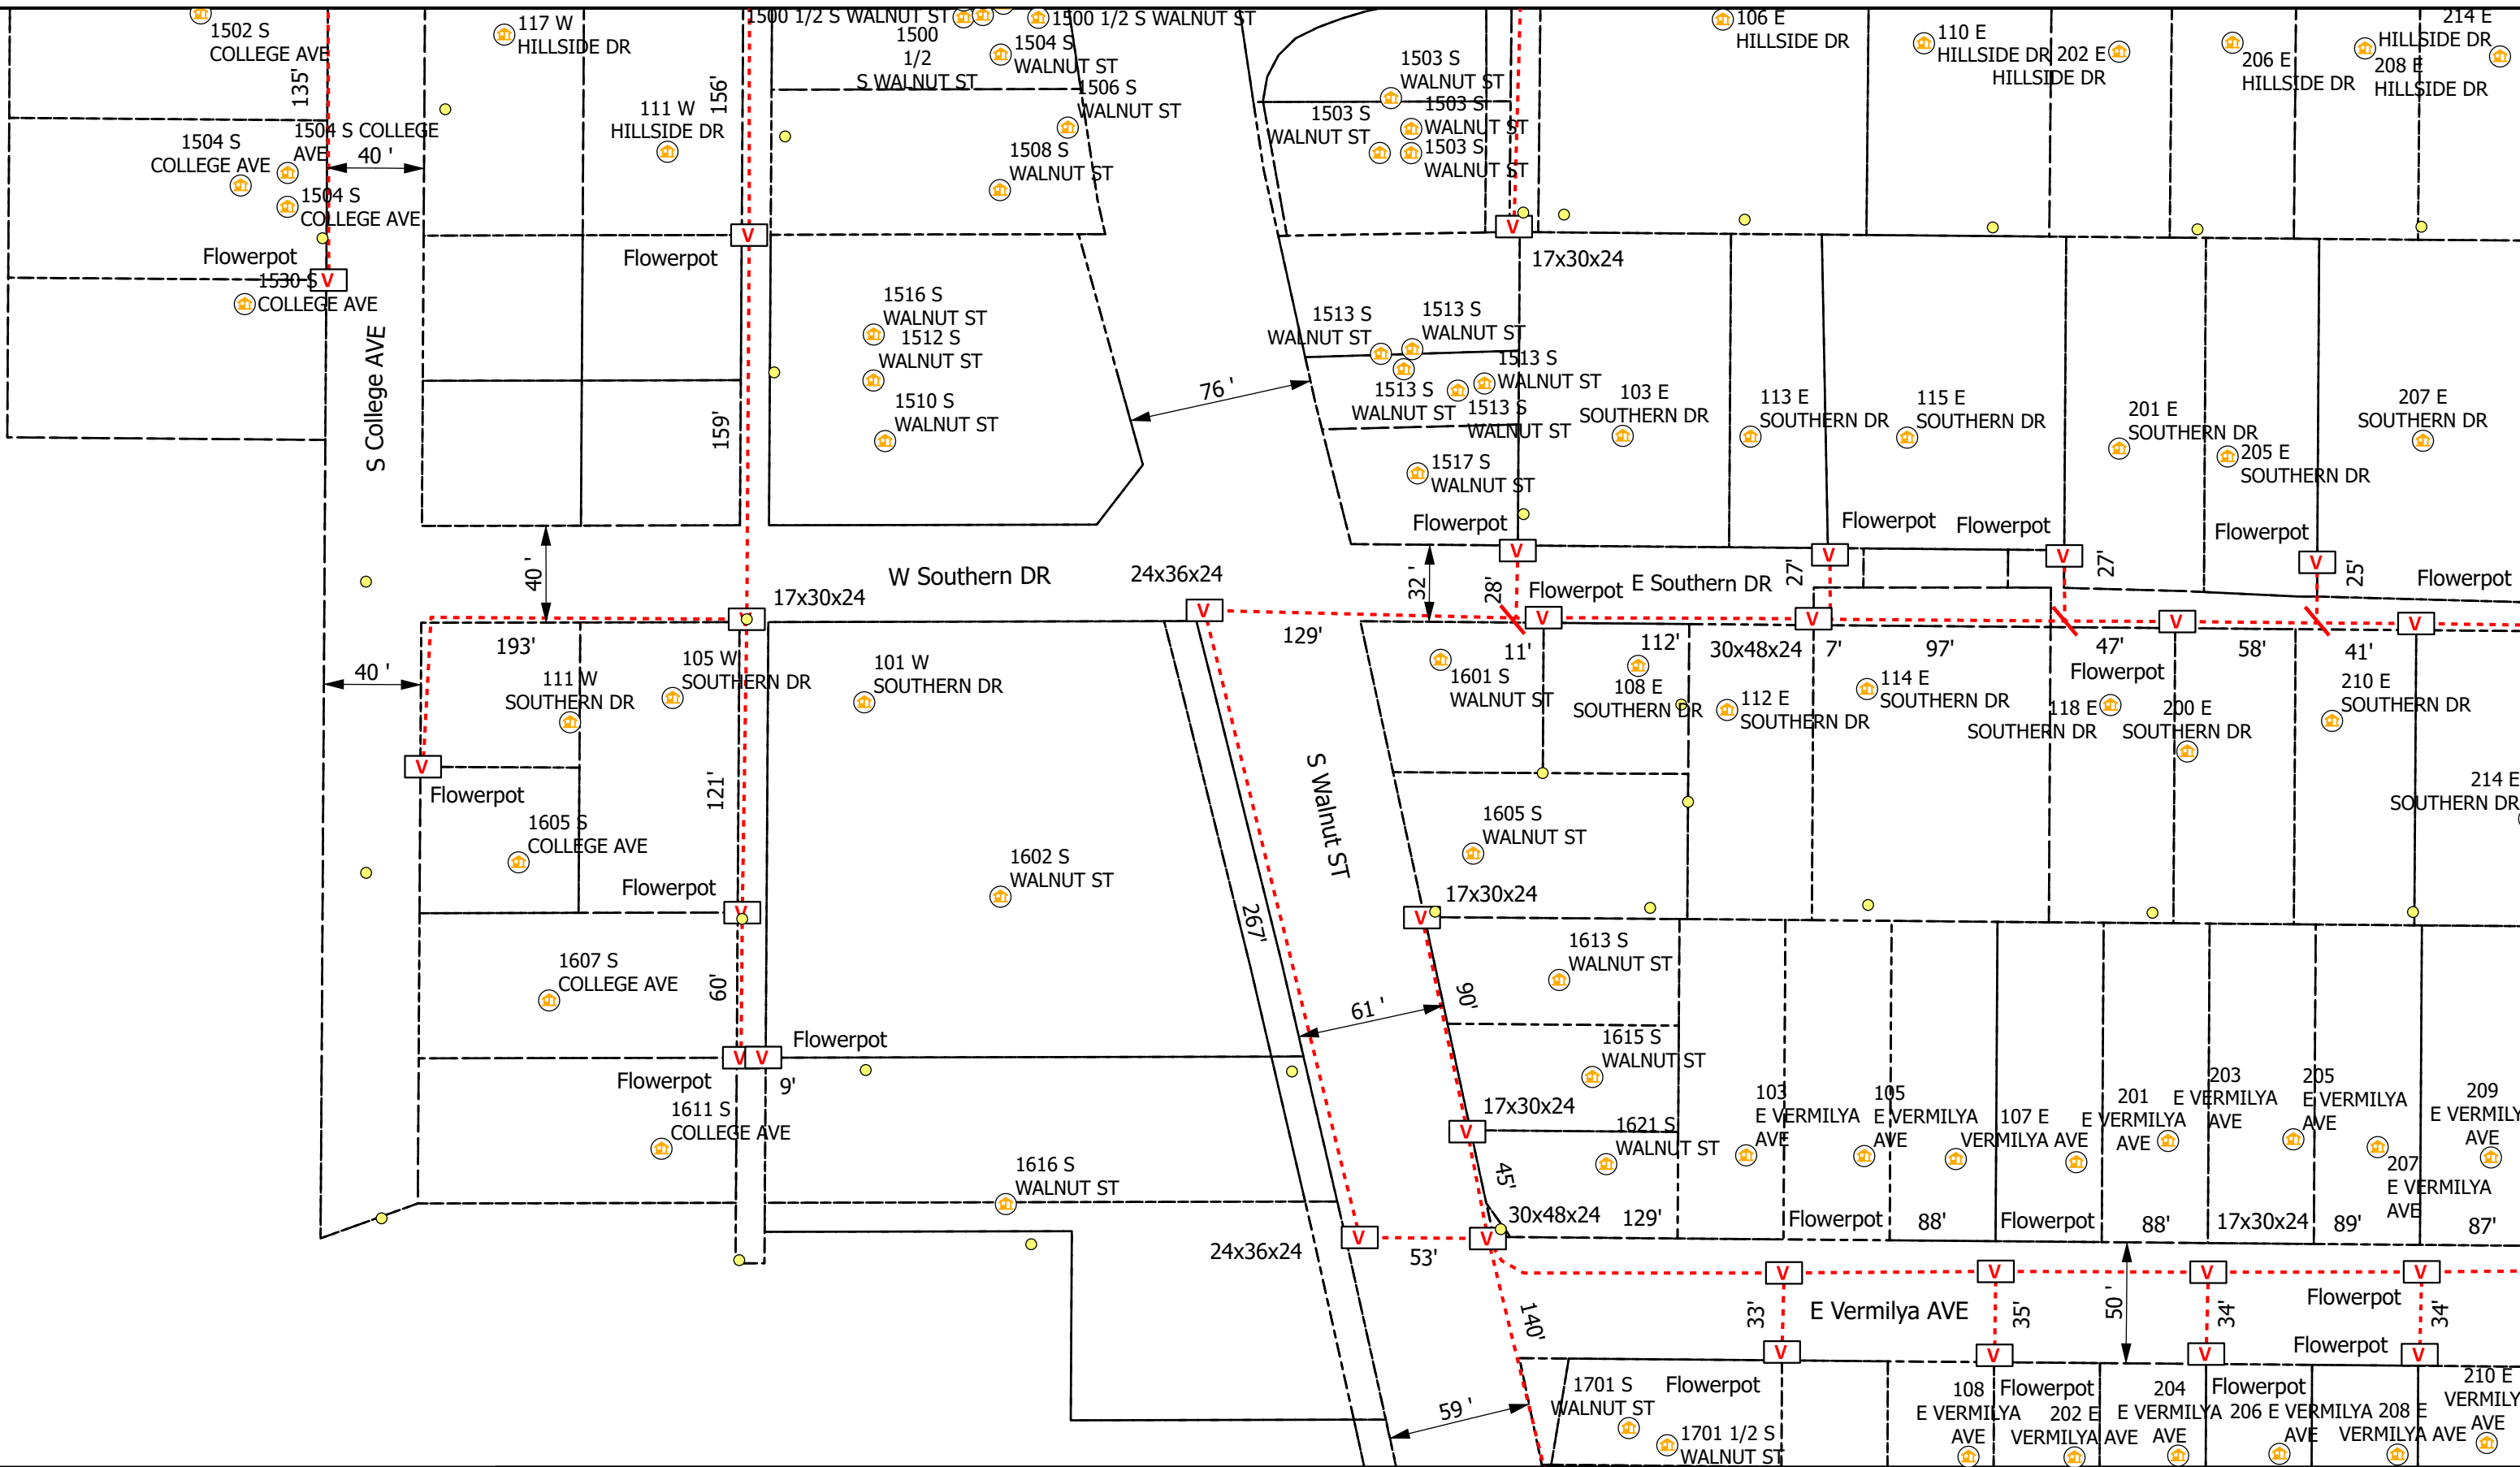 1502 S
COLLEGE AVE
117 W
HILLSIDE DR
1500 1/2 S WALNUT ST
1500 1/2 S WALNUT ST
1500
1/2
S WALNUT ST
1504 S
WALNUT ST
1506 S
WALNUT ST
1508 S
WALNUT ST
1503 S
WALNUT ST
1503 S
WALNUT ST
1503 S
WALNUT ST
1503 S
WALNUT ST
106 E
HILLSIDE DR
110 E
HILLSIDE DR
202 E
HILLSIDE DR
206 E
HILLSIDE DR
208 E
HILLSIDE DR
214 E
HILLSIDE DR
135'
156'
111 W
HILLSIDE DR
1504 S
COLLEGE AVE
1504 S COLLEGE
AVE
1504 S
COLLEGE AVE
40 '
Flowerpot
V
1530 S
COLLEGE AVE
Flowerpot
V
V
17x30x24
S College AVE
1516 S
WALNUT ST
1512 S
WALNUT ST
1510 S
WALNUT ST
159'
76 '
1513 S
WALNUT ST
1513 S
WALNUT ST
1513 S
WALNUT ST
1513 S
WALNUT ST
1513 S
WALNUT ST
1517 S
WALNUT ST
103 E
SOUTHERN DR
113 E
SOUTHERN DR
115 E
SOUTHERN DR
201 E
SOUTHERN DR
205 E
SOUTHERN DR
207 E
SOUTHERN DR
Flowerpot
V
Flowerpot
V
Flowerpot
V
Flowerpot
V
40 '
W Southern DR
24x36x24
V
17x30x24
V
32 '
28'
Flowerpot
V
E Southern DR
27'
V
27'
V
25'
Flowerpot
V
193'
129'
11'
112'
30x48x24
7'
97'
47'
Flowerpot
58'
41'
40 '
111 W
SOUTHERN DR
105 W
SOUTHERN DR
101 W
SOUTHERN DR
1601 S
WALNUT ST
108 E
SOUTHERN DR
112 E
SOUTHERN DR
114 E
SOUTHERN DR
118 E
SOUTHERN DR
200 E
SOUTHERN DR
210 E
SOUTHERN DR
214 E
SOUTHERN DR
V
Flowerpot
121'
S Walnut ST
1605 S
COLLEGE AVE
1605 S
WALNUT ST
1602 S
WALNUT ST
Flowerpot
V
267'
17x30x24
V
1607 S
COLLEGE AVE
60'
1613 S
WALNUT ST
61 '
90'
Flowerpot
V
V
Flowerpot
9'
1611 S
COLLEGE AVE
1615 S
WALNUT ST
17x30x24
V
1621 S
WALNUT ST
103
E VERMILYA
AVE
105
E VERMILYA
AVE
107 E
VERMILYA AVE
201
E VERMILYA
AVE
203
E VERMILYA
AVE
205
E VERMILYA
AVE
207
E VERMILYA
AVE
209
E VERMILY
AVE
1616 S
WALNUT ST
45'
30x48x24
V
129'
Flowerpot
88'
Flowerpot
88'
17x30x24
89'
87'
24x36x24
V
53'
V
V
V
V
140'
33'
E Vermilya AVE
35'
50 '
34'
Flowerpot
34'
Flowerpot
V
V
V
V
59 '
1701 S
WALNUT ST
Flowerpot
1701 1/2 S
WALNUT ST
108
E VERMILYA
AVE
Flowerpot
202 E
VERMILYA AVE
204
E VERMILYA
AVE
Flowerpot
206 E VERMILYA
AVE
208 E
VERMILYA AVE
210 E
VERMILY
AVE